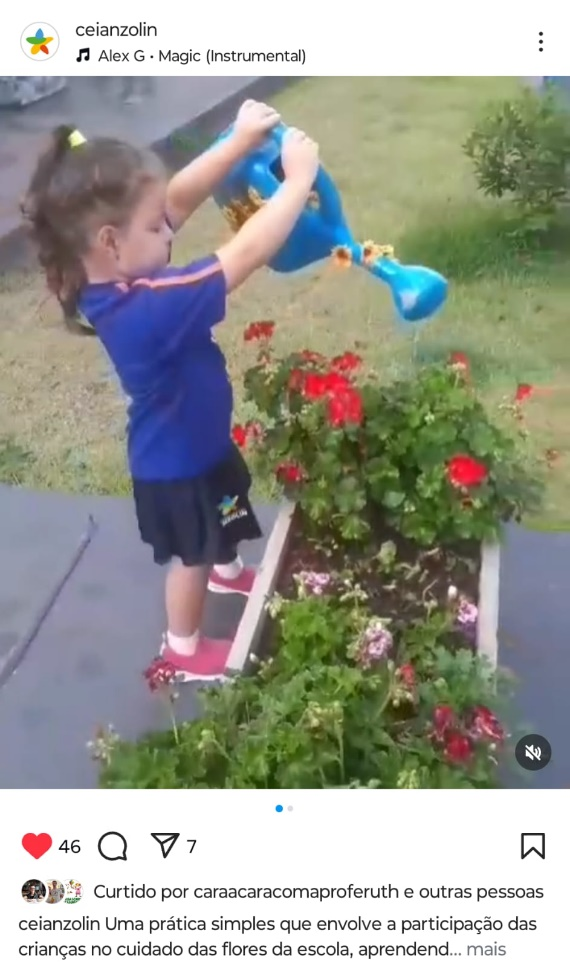 ceianzolin
Alex G • Magic (Instrumental)
46
7
Curtido por caraacaracomaproferuth e outras pessoas
ceianzolin Uma prática simples que envolve a participação das
crianças no cuidado das flores da escola, aprendend... mais